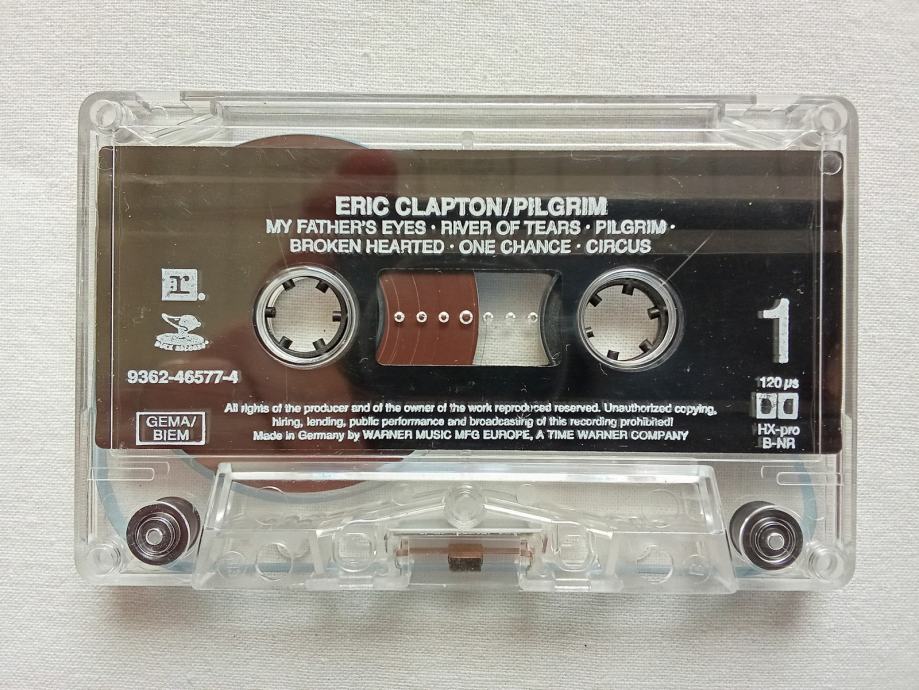 ERIC CLAPTON/PILGRIM
MY FATHER'S EYES · RIVER OF TEARS · PILGRIM ·
BROKEN HEARTED · ONE CHANCE · CIRCUS
r.
DUCK RECORDS
9362-46577-4
GEMA/
BIEM
1
120 µs
HX-pro
B-NR
All rights of the producer and of the owner of the work reproduced reserved. Unauthorized copying,
hiring, lending, public performance and broadcasting of this recording prohibited!
Made in Germany by WARNER MUSIC MFG EUROPE, A TIME WARNER COMPANY